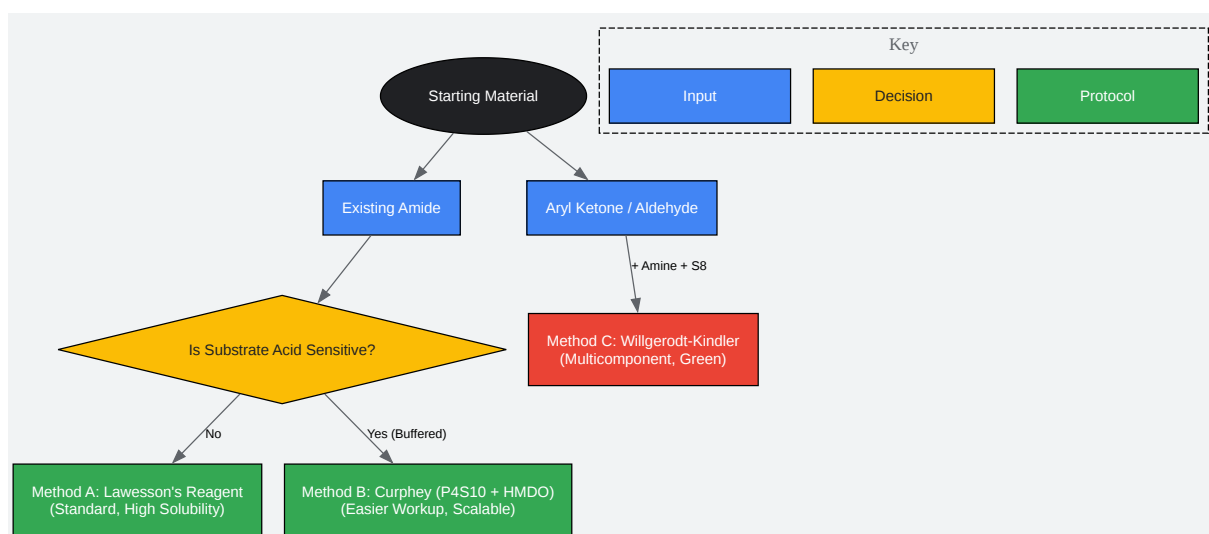 Key
Starting Material
Input
Decision
Protocol
Existing Amide
Aryl Ketone / Aldehyde
+ Amine + S8
Is Substrate Acid Sensitive?
Method C: Willgerodt-Kindler
(Multicomponent, Green)
No
Yes (Buffered)
Method A: Lawesson's Reagent
(Standard, High Solubility)
Method B: Curphey (P4S10 + HMDO)
(Easier Workup, Scalable)